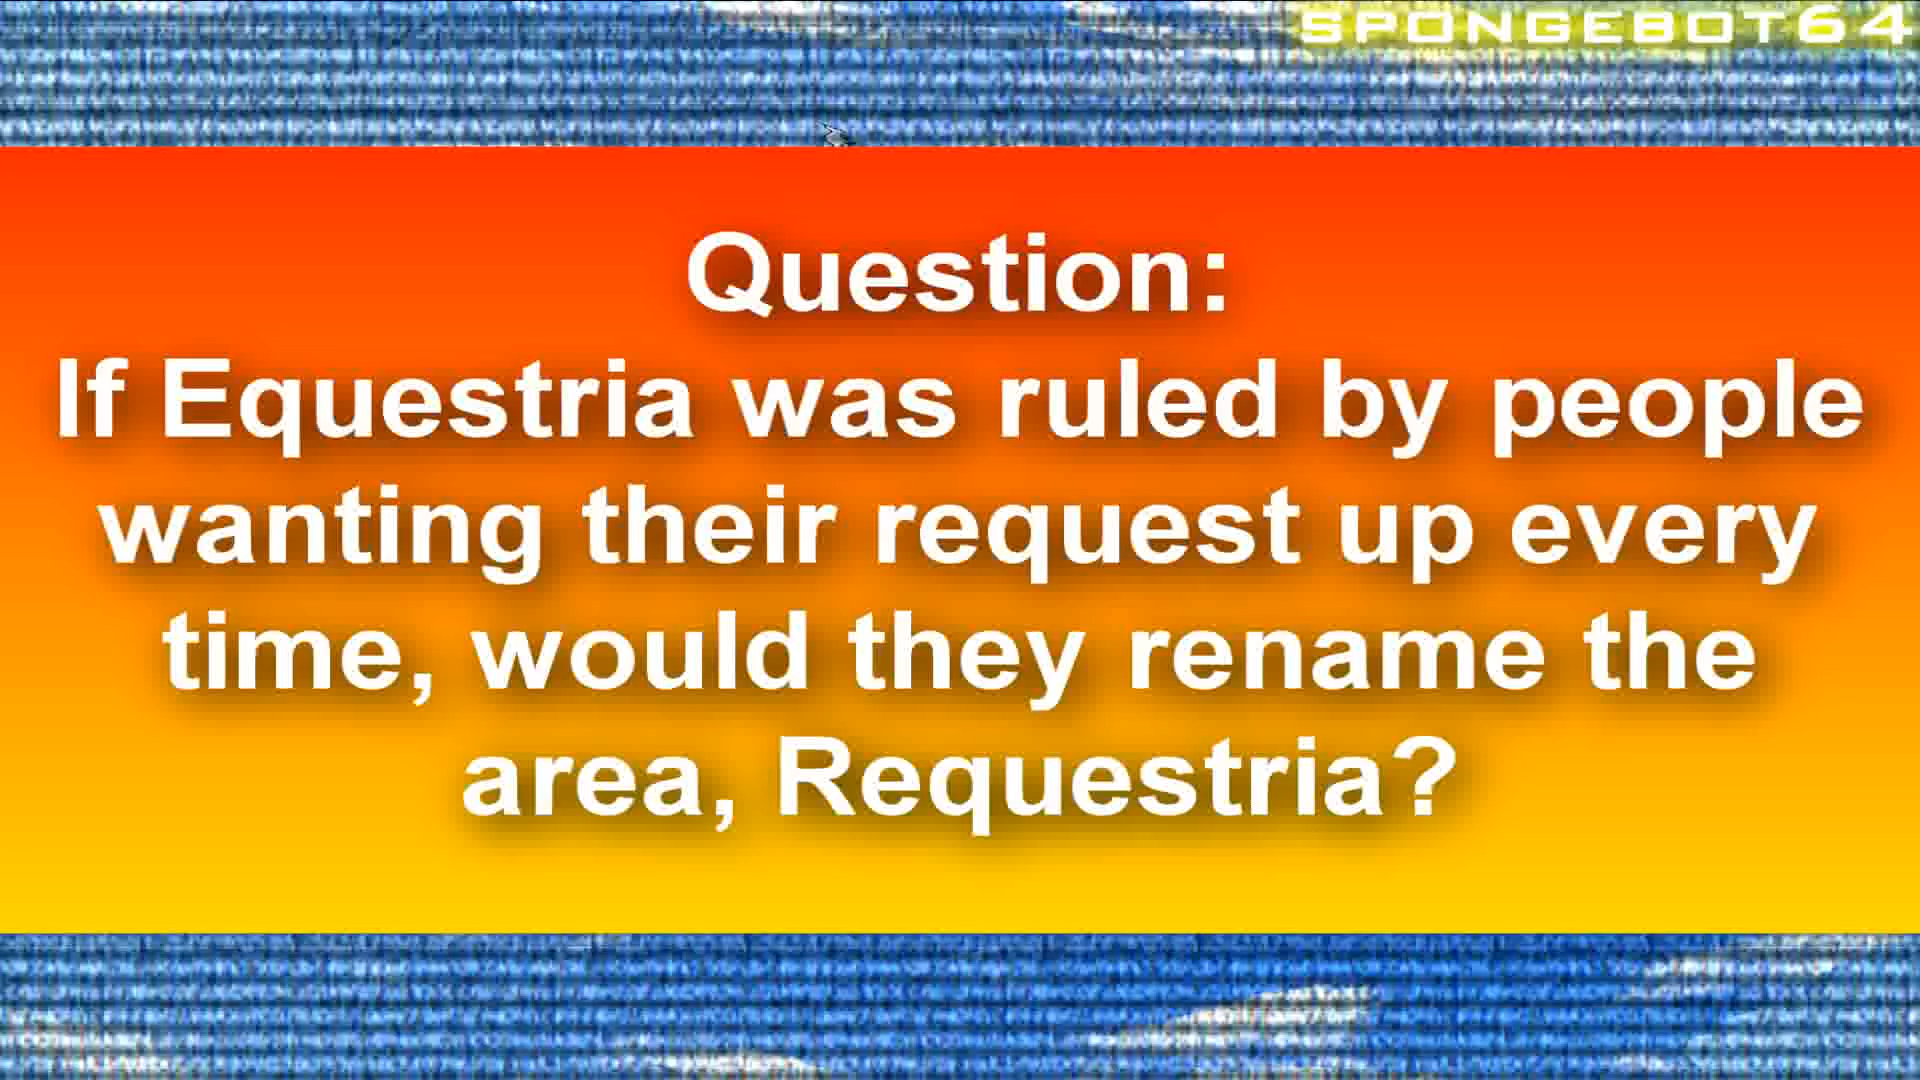 SPONGEBOT64
Question:
If Equestria was ruled by people
wanting their request up every
time, would they rename the
area, Requestria?